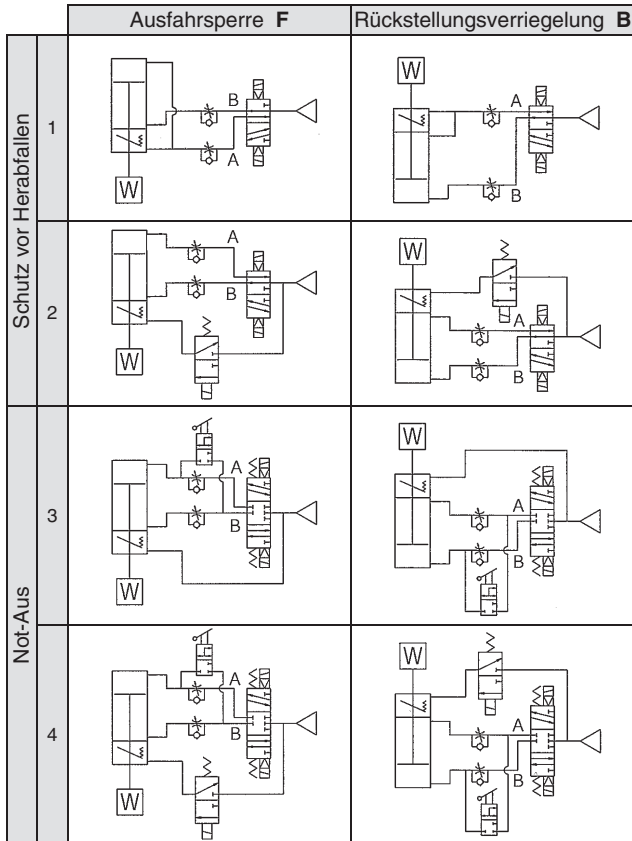 Ausfahrsperre F
Rückstellungsverriegelung B
Schutz vor Herabfallen
1
B
A
W
W
A
B
2
A
B
W
W
A
B
Not-Aus
3
A
B
W
W
A
B
4
A
B
W
W
A
B